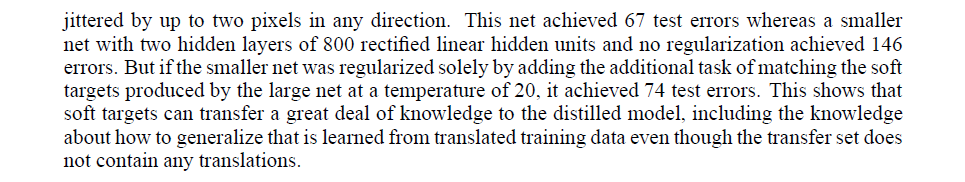 jittered by up to two pixels in any direction. This net achieved 67 test errors whereas a smaller
net with two hidden layers of 800 rectified linear hidden units and no regularization achieved 146
errors. But if the smaller net was regularized solely by adding the additional task of matching the soft
targets produced by the large net at a temperature of 20, it achieved 74 test errors. This shows that
soft targets can transfer a great deal of knowledge to the distilled model, including the knowledge
about how to generalize that is learned from translated training data even though the transfer set does
not contain any translations.